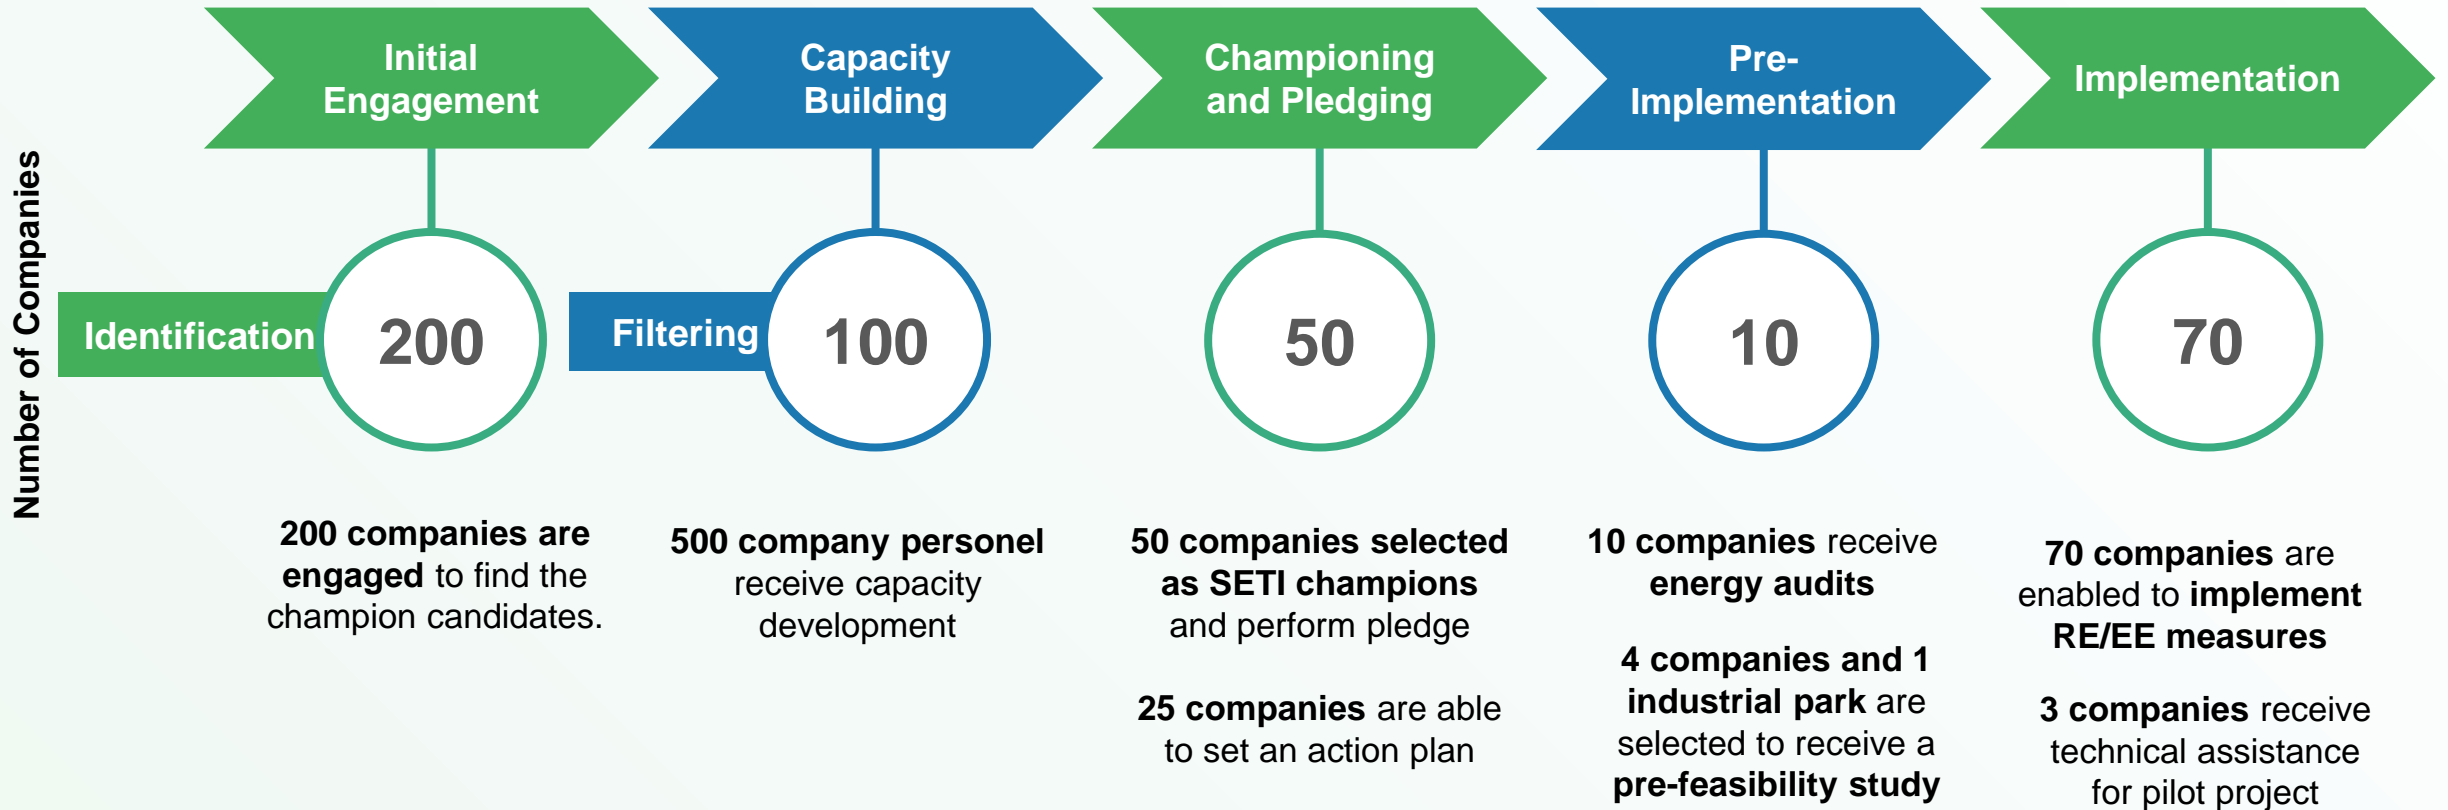 Initial
Engagement
Capacity
Building
Championing
and Pledging
Pre-
Implementation
Implementation
Number of Companies
Identification
200
Filtering
100
50
10
70
200 companies are
engaged to find the
champion candidates.
500 company personel
receive capacity
development
50 companies selected
as SETI champions
and perform pledge
25 companies are able
to set an action plan
10 companies receive
energy audits
4 companies and 1
industrial park are
selected to receive a
pre-feasibility study
70 companies are
enabled to implement
RE/EE measures
3 companies receive
technical assistance
for pilot project